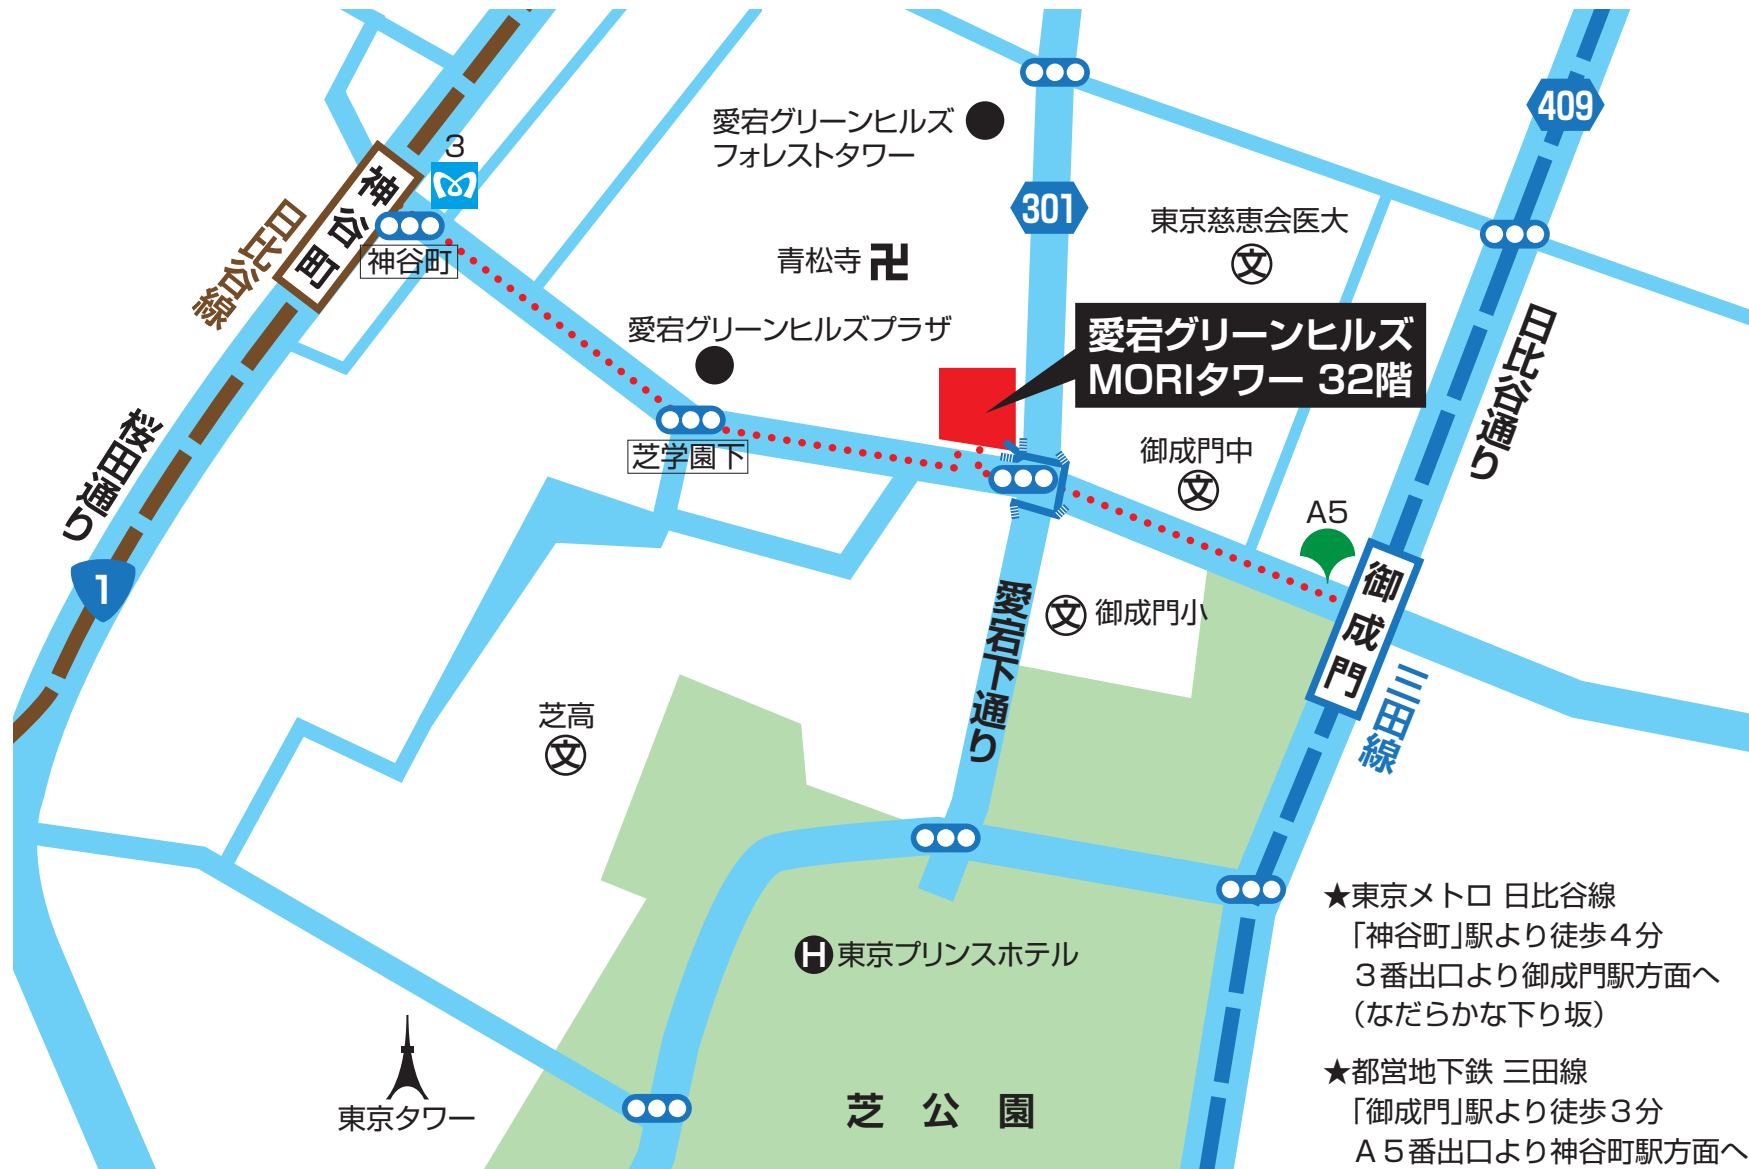 409
3
愛宕グリーンヒルズ
フォレストタワー
神谷町
301
東京慈恵会医大
文
日比谷線
神谷町
青松寺
愛宕グリーンヒルズプラザ
愛宕グリーンヒルズ
MORIタワー 32階
日比谷通り
桜田通り
芝学園下
御成門中
文
A5
1
御成門
愛宕下通り
文 御成門小
三田線
芝高
文
★東京メトロ 日比谷線
「神谷町」駅より徒歩4分
3番出口より御成門駅方面へ
(なだらかな下り坂)
H 東京プリンスホテル
★都営地下鉄 三田線
「御成門」駅より徒歩3分
A5番出口より神谷町駅方面へ
東京タワー
芝公園